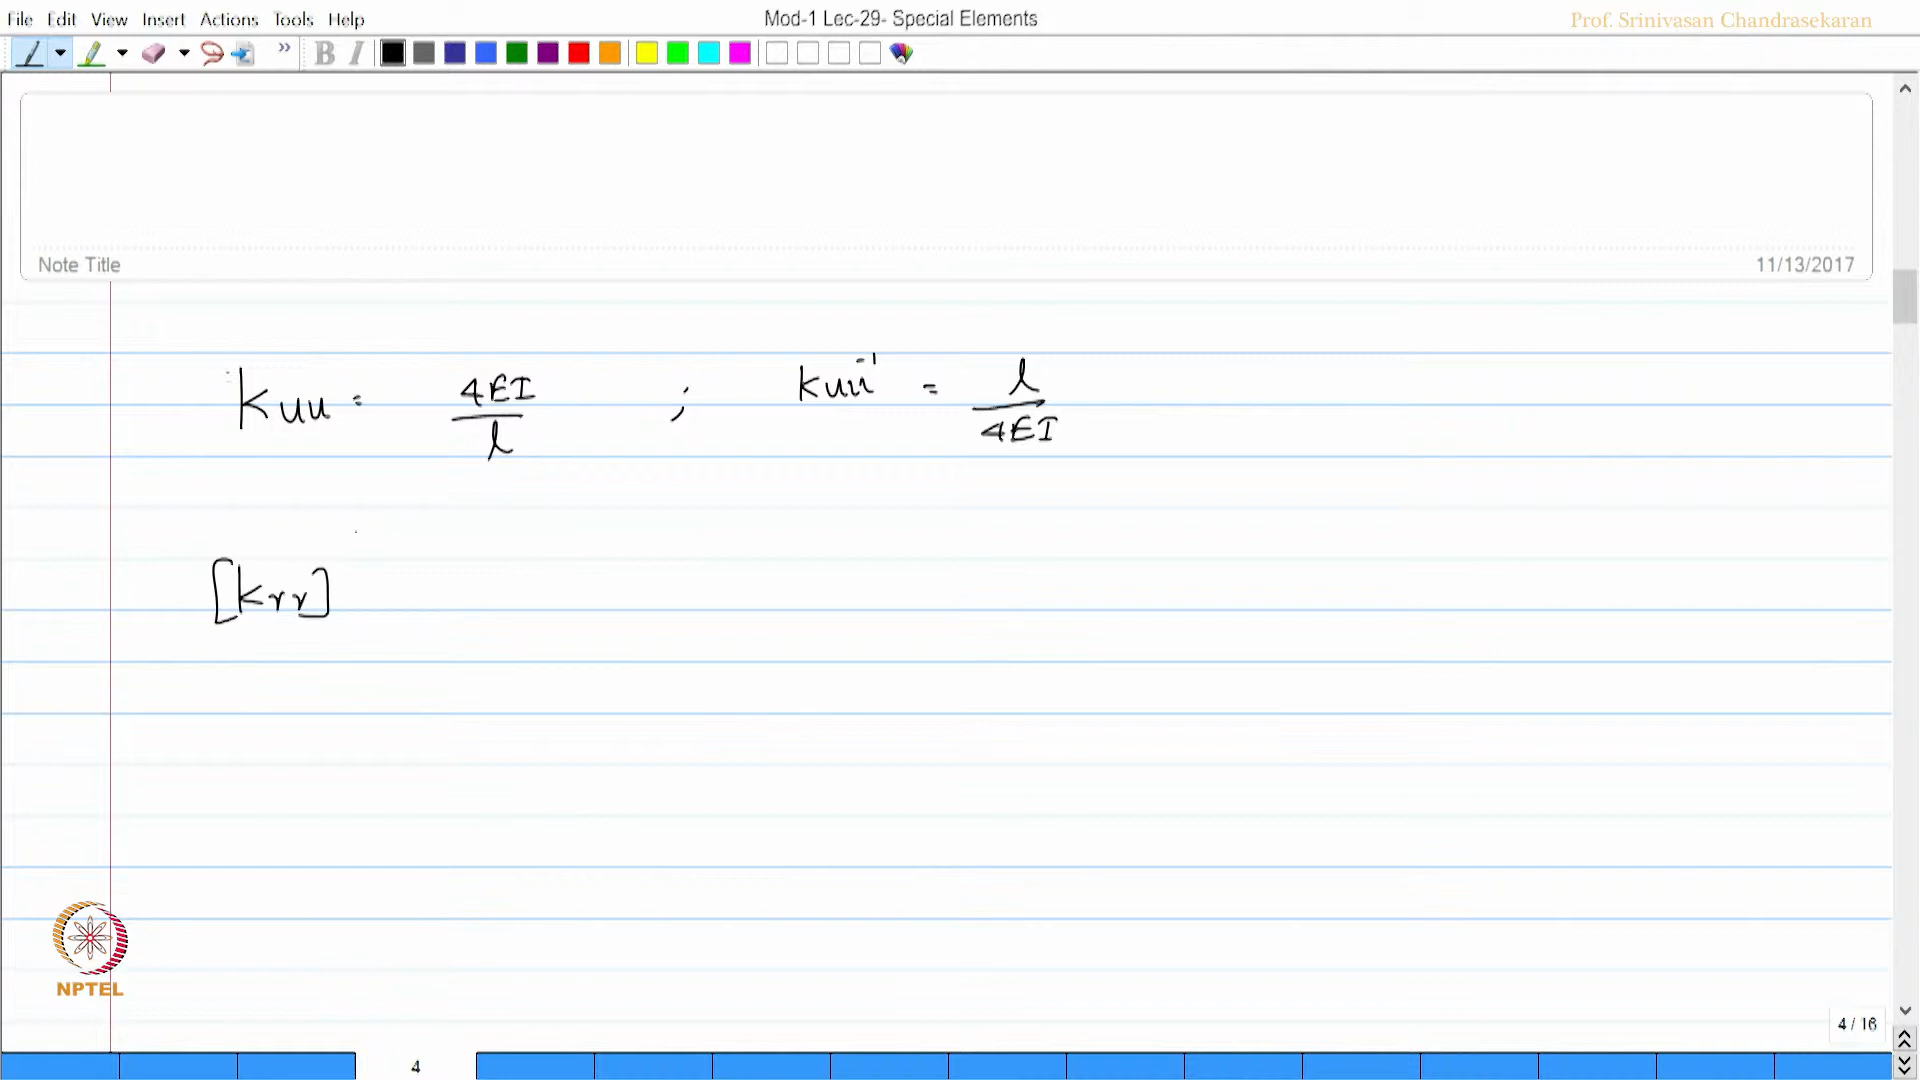 File Edit View Insert Actions Tools Help
Mod-1 Lec-29- Special Elements
Prof. Srinivasan Chandrasekaran
B I
Note Title
11/13/2017
Kuu = 4EI/l ; Kuu⁻¹ = l/4EI
[Krr]
NPTEL
4 / 16
4